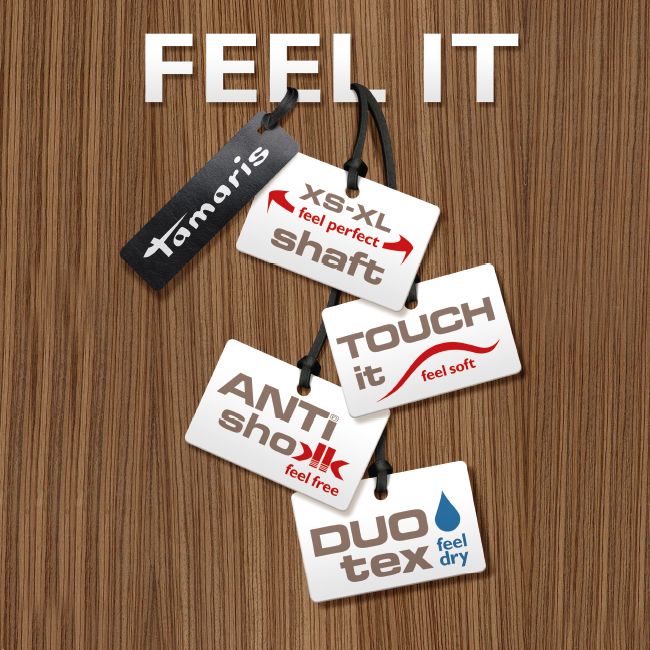 FEEL IT
tamaris
XS-XL
feel perfect
shaft
TOUCH
it
feel soft
ANTi®
shokk
feel free
DUO
tex
feel
dry